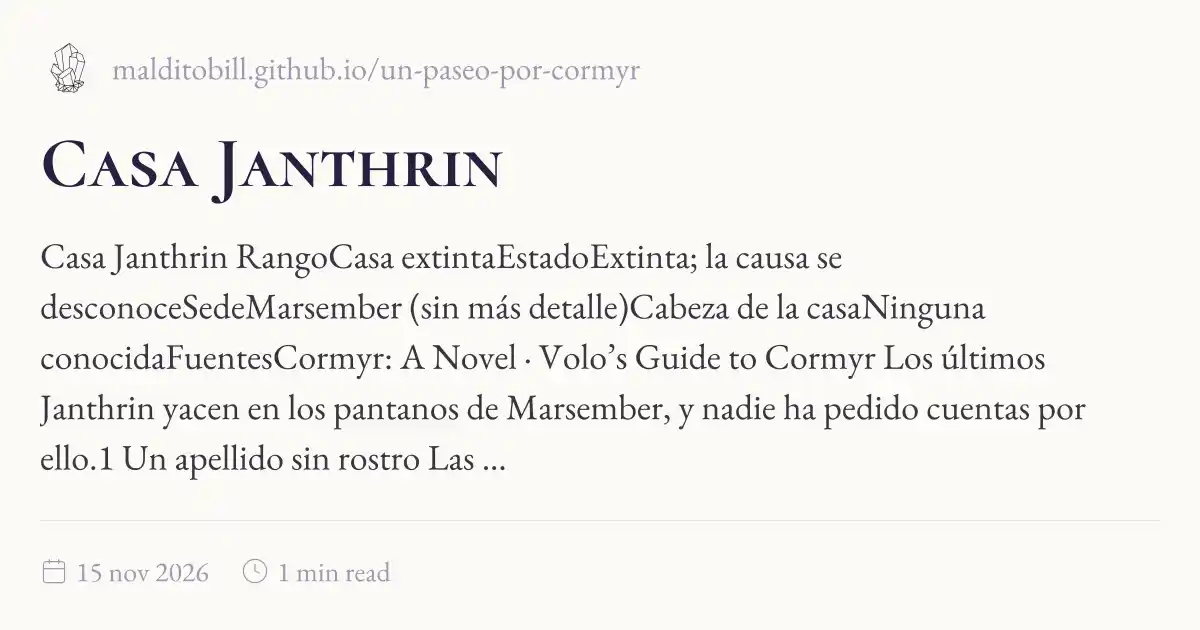 malditobill.github.io/un-paseo-por-cormyr
Casa Janthrin
Casa Janthrin RangoCasa extintaEstadoExtinta; la causa se
desconoceSedeMarsember (sin más detalle)Cabeza de la casaNinguna
conocidaFuentesCormyr: A Novel · Volo’s Guide to Cormyr Los últimos
Janthrin yacen en los pantanos de Marsember, y nadie ha pedido cuentas por
ello.1 Un apellido sin rostro Las ...
15 nov 2026
1 min read